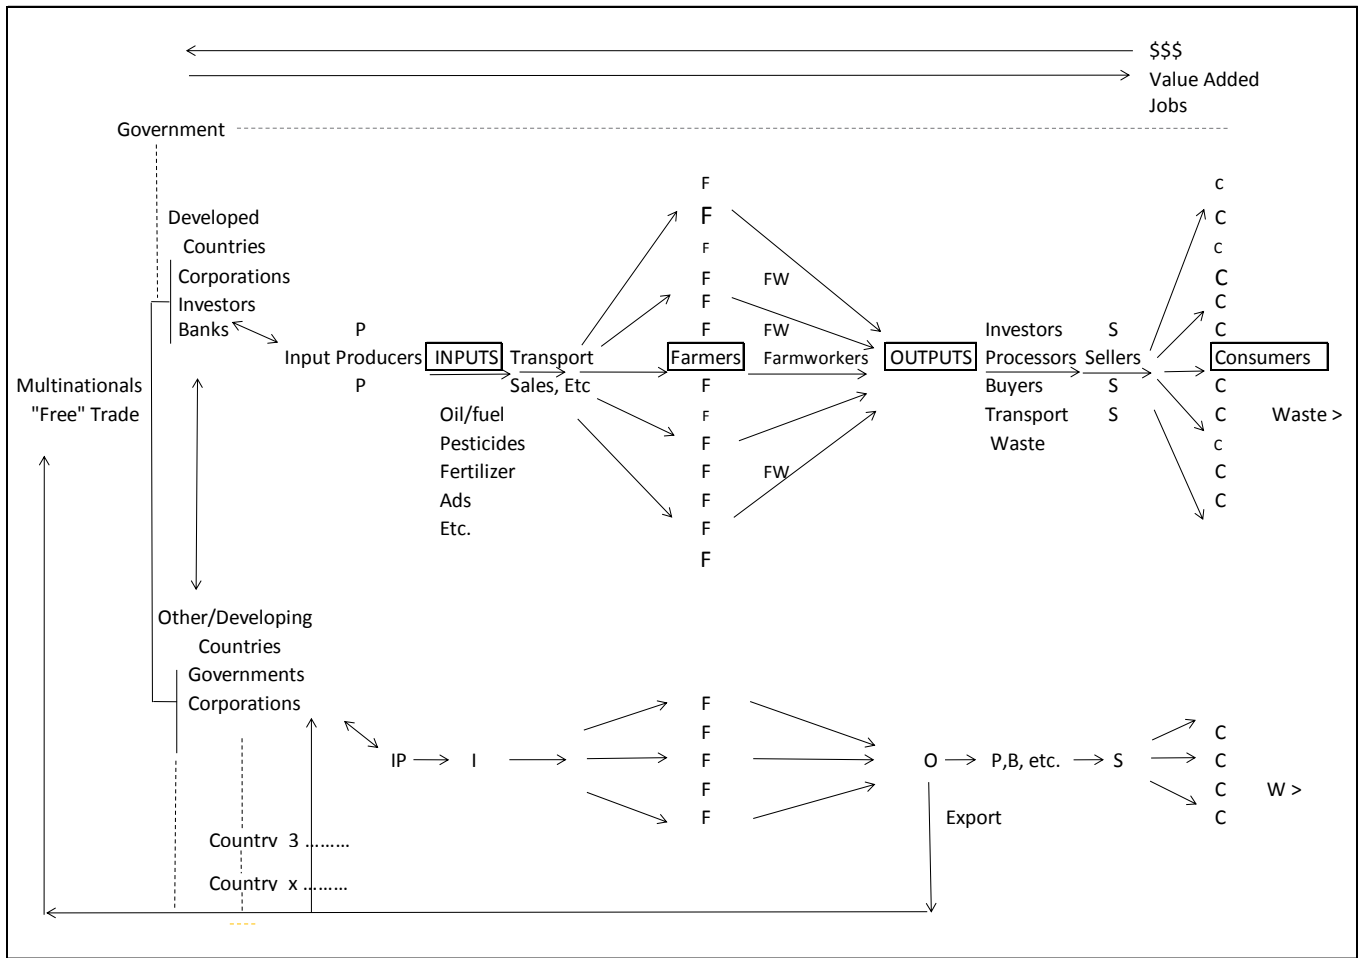 $$$
Value Added
Jobs
Government
F c
Developed F C
Countries F c
Corporations F FW C
Investors F C
Banks P F FW Investors S C
Input Producers INPUTS Transport Farmers Farmworkers OUTPUTS Processors Sellers Consumers
Multinationals P Sales, Etc F Buyers S C
"Free" Trade Oil/fuel F Transport S C Waste >
Pesticides F Waste c
Fertilizer F FW C
Ads F C
Etc. F
F
Other/Developing
Countries
Governments
Corporations F
F C
IP I F O P,B, etc. S C
F C W >
F Export C
Country 3 .........
Country x .........